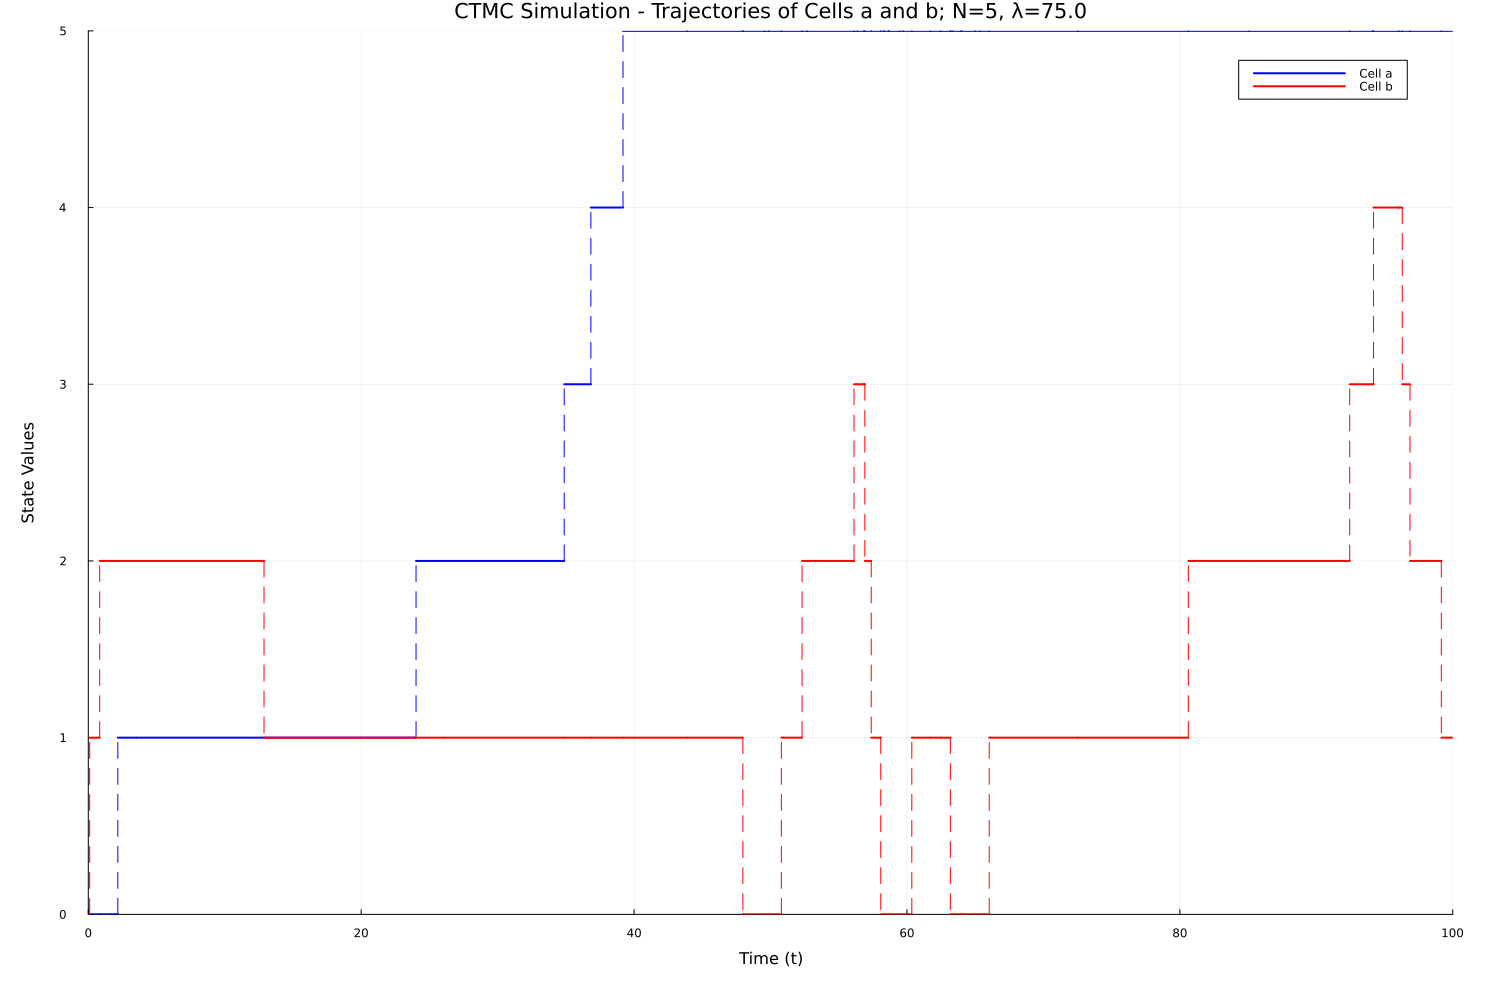 CTMC Simulation - Trajectories of Cells a and b; N=5, λ=75.0
5
Cell a
Cell b
4
3
State Values
2
1
0
0 20 40 60 80 100
Time (t)